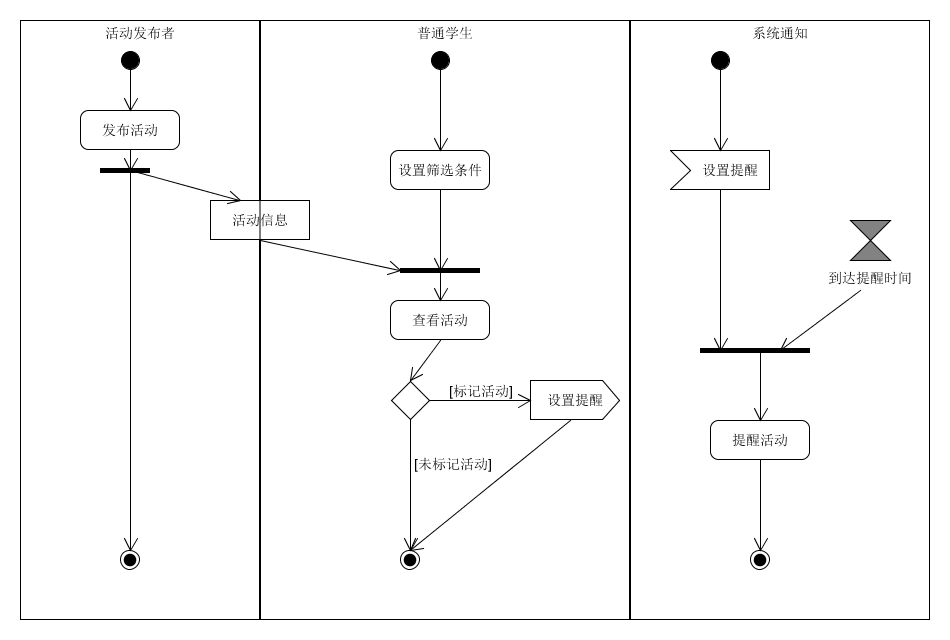 活动发布者
普通学生
系统通知
发布活动
设置筛选条件
设置提醒
活动信息
到达提醒时间
查看活动
[标记活动]
设置提醒
提醒活动
[未标记活动]